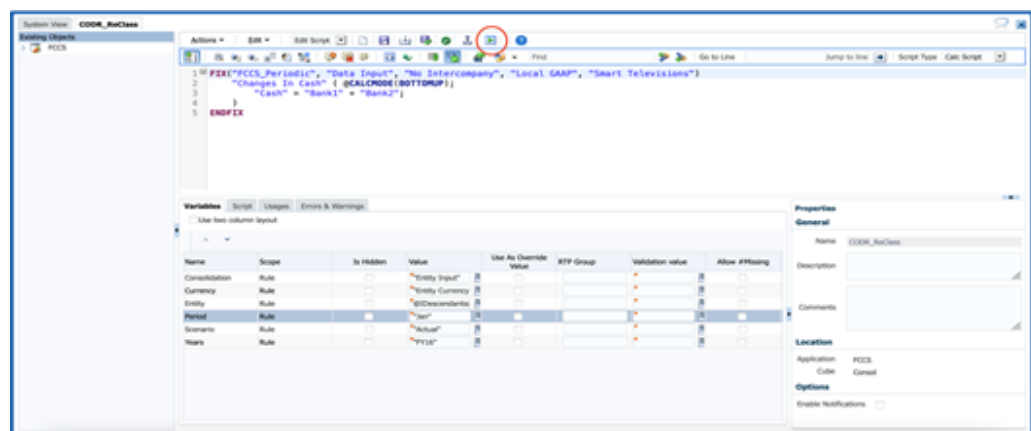 System View CODR_ReClass
Existing Objects
FCCS
Actions Edit Edit Script
Find Go to Line Jump to line Script Type Calc Script
1 FIX("FCCS_Periodic", "Data Input", "No Intercompany", "Local GAAP", "Smart Televisions")
2 "Changes In Cash" ( @CALCMODE(BOTTOMUP);
3 "Cash" = "Bank1" + "Bank2";
4 )
5 ENDFIX
Variables Script Usages Errors & Warnings
Use two column layout
Name Scope Is Hidden Value Use As Override Value RTP Group Validation value Allow #Missing
Consolidation Rule "Entity Input"
Currency Rule "Entity Currency
Entity Rule @IDescendants(
Period Rule "Jan"
Scenario Rule "Actual"
Years Rule "FY16"
Properties
General
Name CODR_ReClass
Description
Comments
Location
Application FCCS
Cube Consol
Options
Enable Notifications